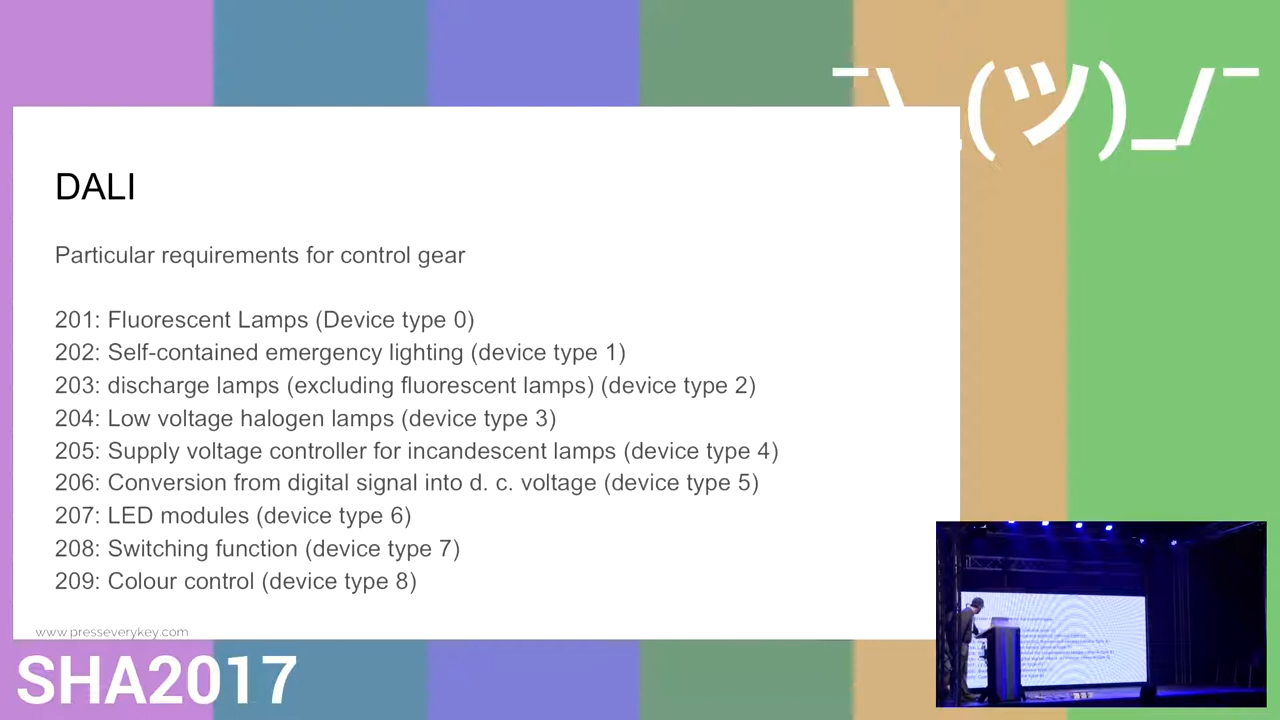 ¯\_(ツ)_/¯
DALI
Particular requirements for control gear
201: Fluorescent Lamps (Device type 0)
202: Self-contained emergency lighting (device type 1)
203: discharge lamps (excluding fluorescent lamps) (device type 2)
204: Low voltage halogen lamps (device type 3)
205: Supply voltage controller for incandescent lamps (device type 4)
206: Conversion from digital signal into d. c. voltage (device type 5)
207: LED modules (device type 6)
208: Switching function (device type 7)
209: Colour control (device type 8)
www.presseverykey.com
SHA2017